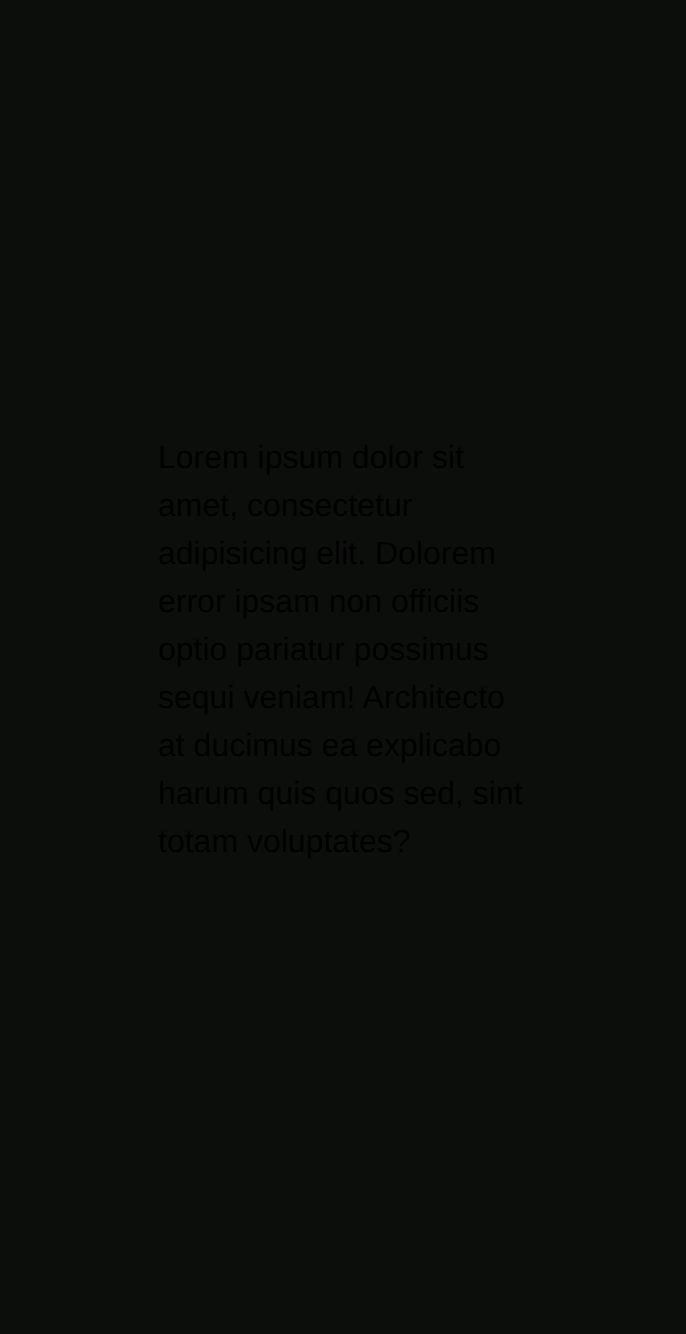 Lorem ipsum dolor sit
amet, consectetur
adipisicing elit. Dolorem
error ipsam non officiis
optio pariatur possimus
sequi veniam! Architecto
at ducimus ea explicabo
harum quis quos sed, sint
totam voluptates?